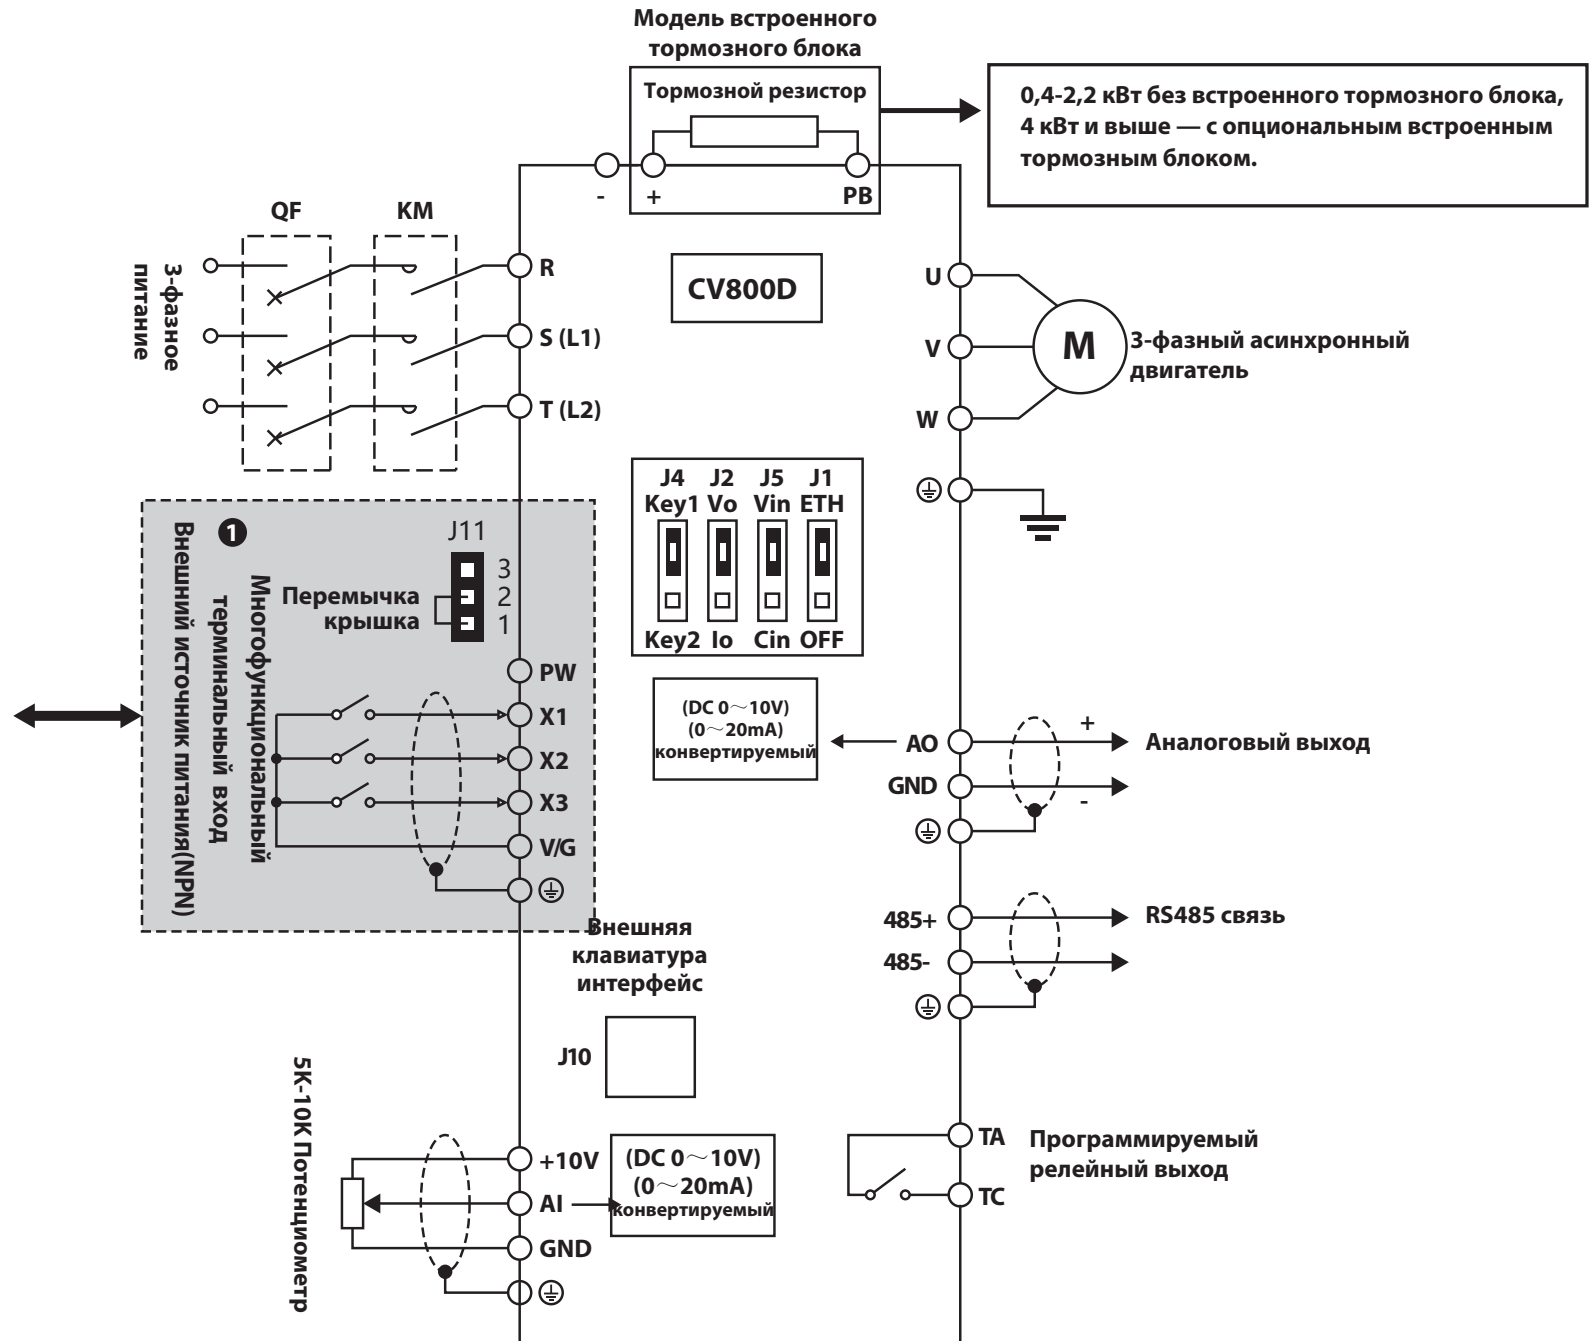 Модель встроенного
тормозного блока
Тормозной резистор
- + PB
0,4-2,2 кВт без встроенного тормозного блока,
4 кВт и выше — с опциональным встроенным
тормозным блоком.
QF KM
3-фазное
питание
R
S (L1)
T (L2)
CV800D
U
V
W
M
3-фазный асинхронный
двигатель
J4 J2 J5 J1
Key1 Vo Vin ETH
Key2 Io Cin OFF
1
Внешний источник питания(NPN)
Многофункциональный
терминальный вход
J11
3
2
1
Перемычка
крышка
PW
X1
X2
X3
V/G
(DC 0～10V)
(0～20mA)
конвертируемый
AO
GND
+
-
Аналоговый выход
485+
485-
RS485 связь
Внешняя
клавиатура
интерфейс
J10
5K-10K Потенциометр
+10V
AI
GND
(DC 0～10V)
(0～20mA)
конвертируемый
TA
TC
Программируемый
релейный выход